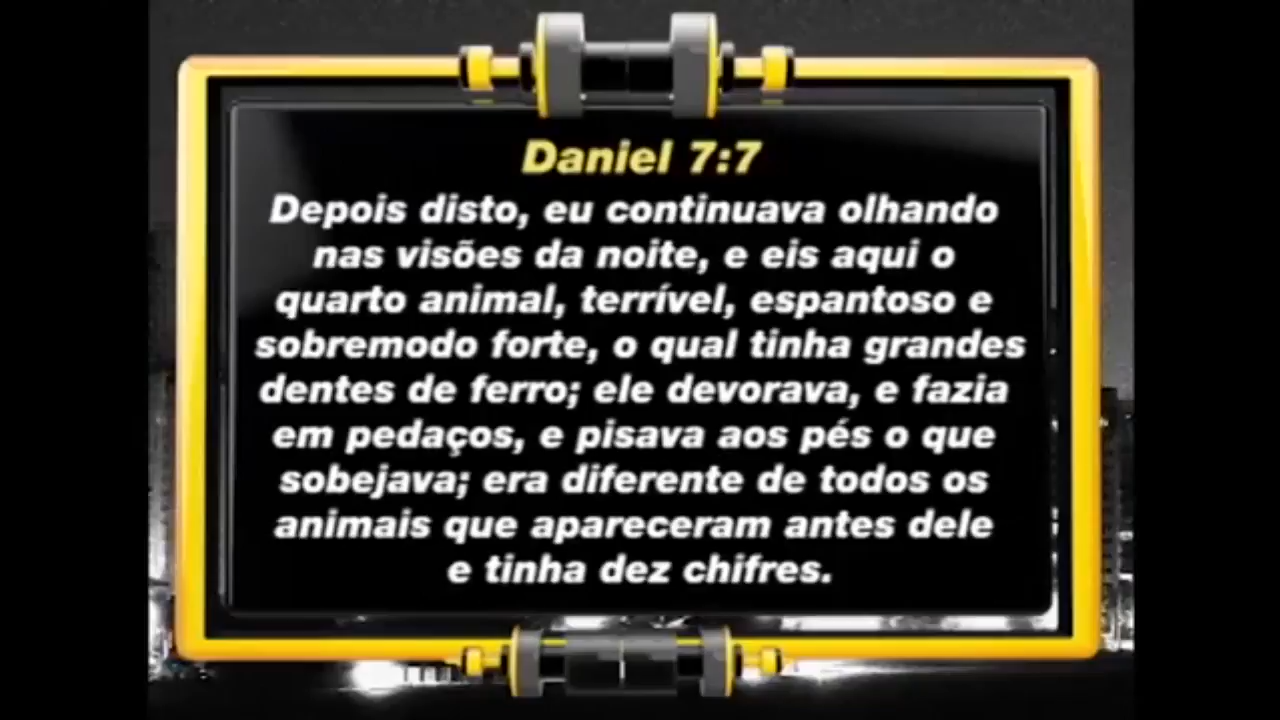 Daniel 7:7
Depois disto, eu continuava olhando
nas visões da noite, e eis aqui o
quarto animal, terrível, espantoso e
sobremodo forte, o qual tinha grandes
dentes de ferro; ele devorava, e fazia
em pedaços, e pisava aos pés o que
sobejava; era diferente de todos os
animais que apareceram antes dele
e tinha dez chifres.